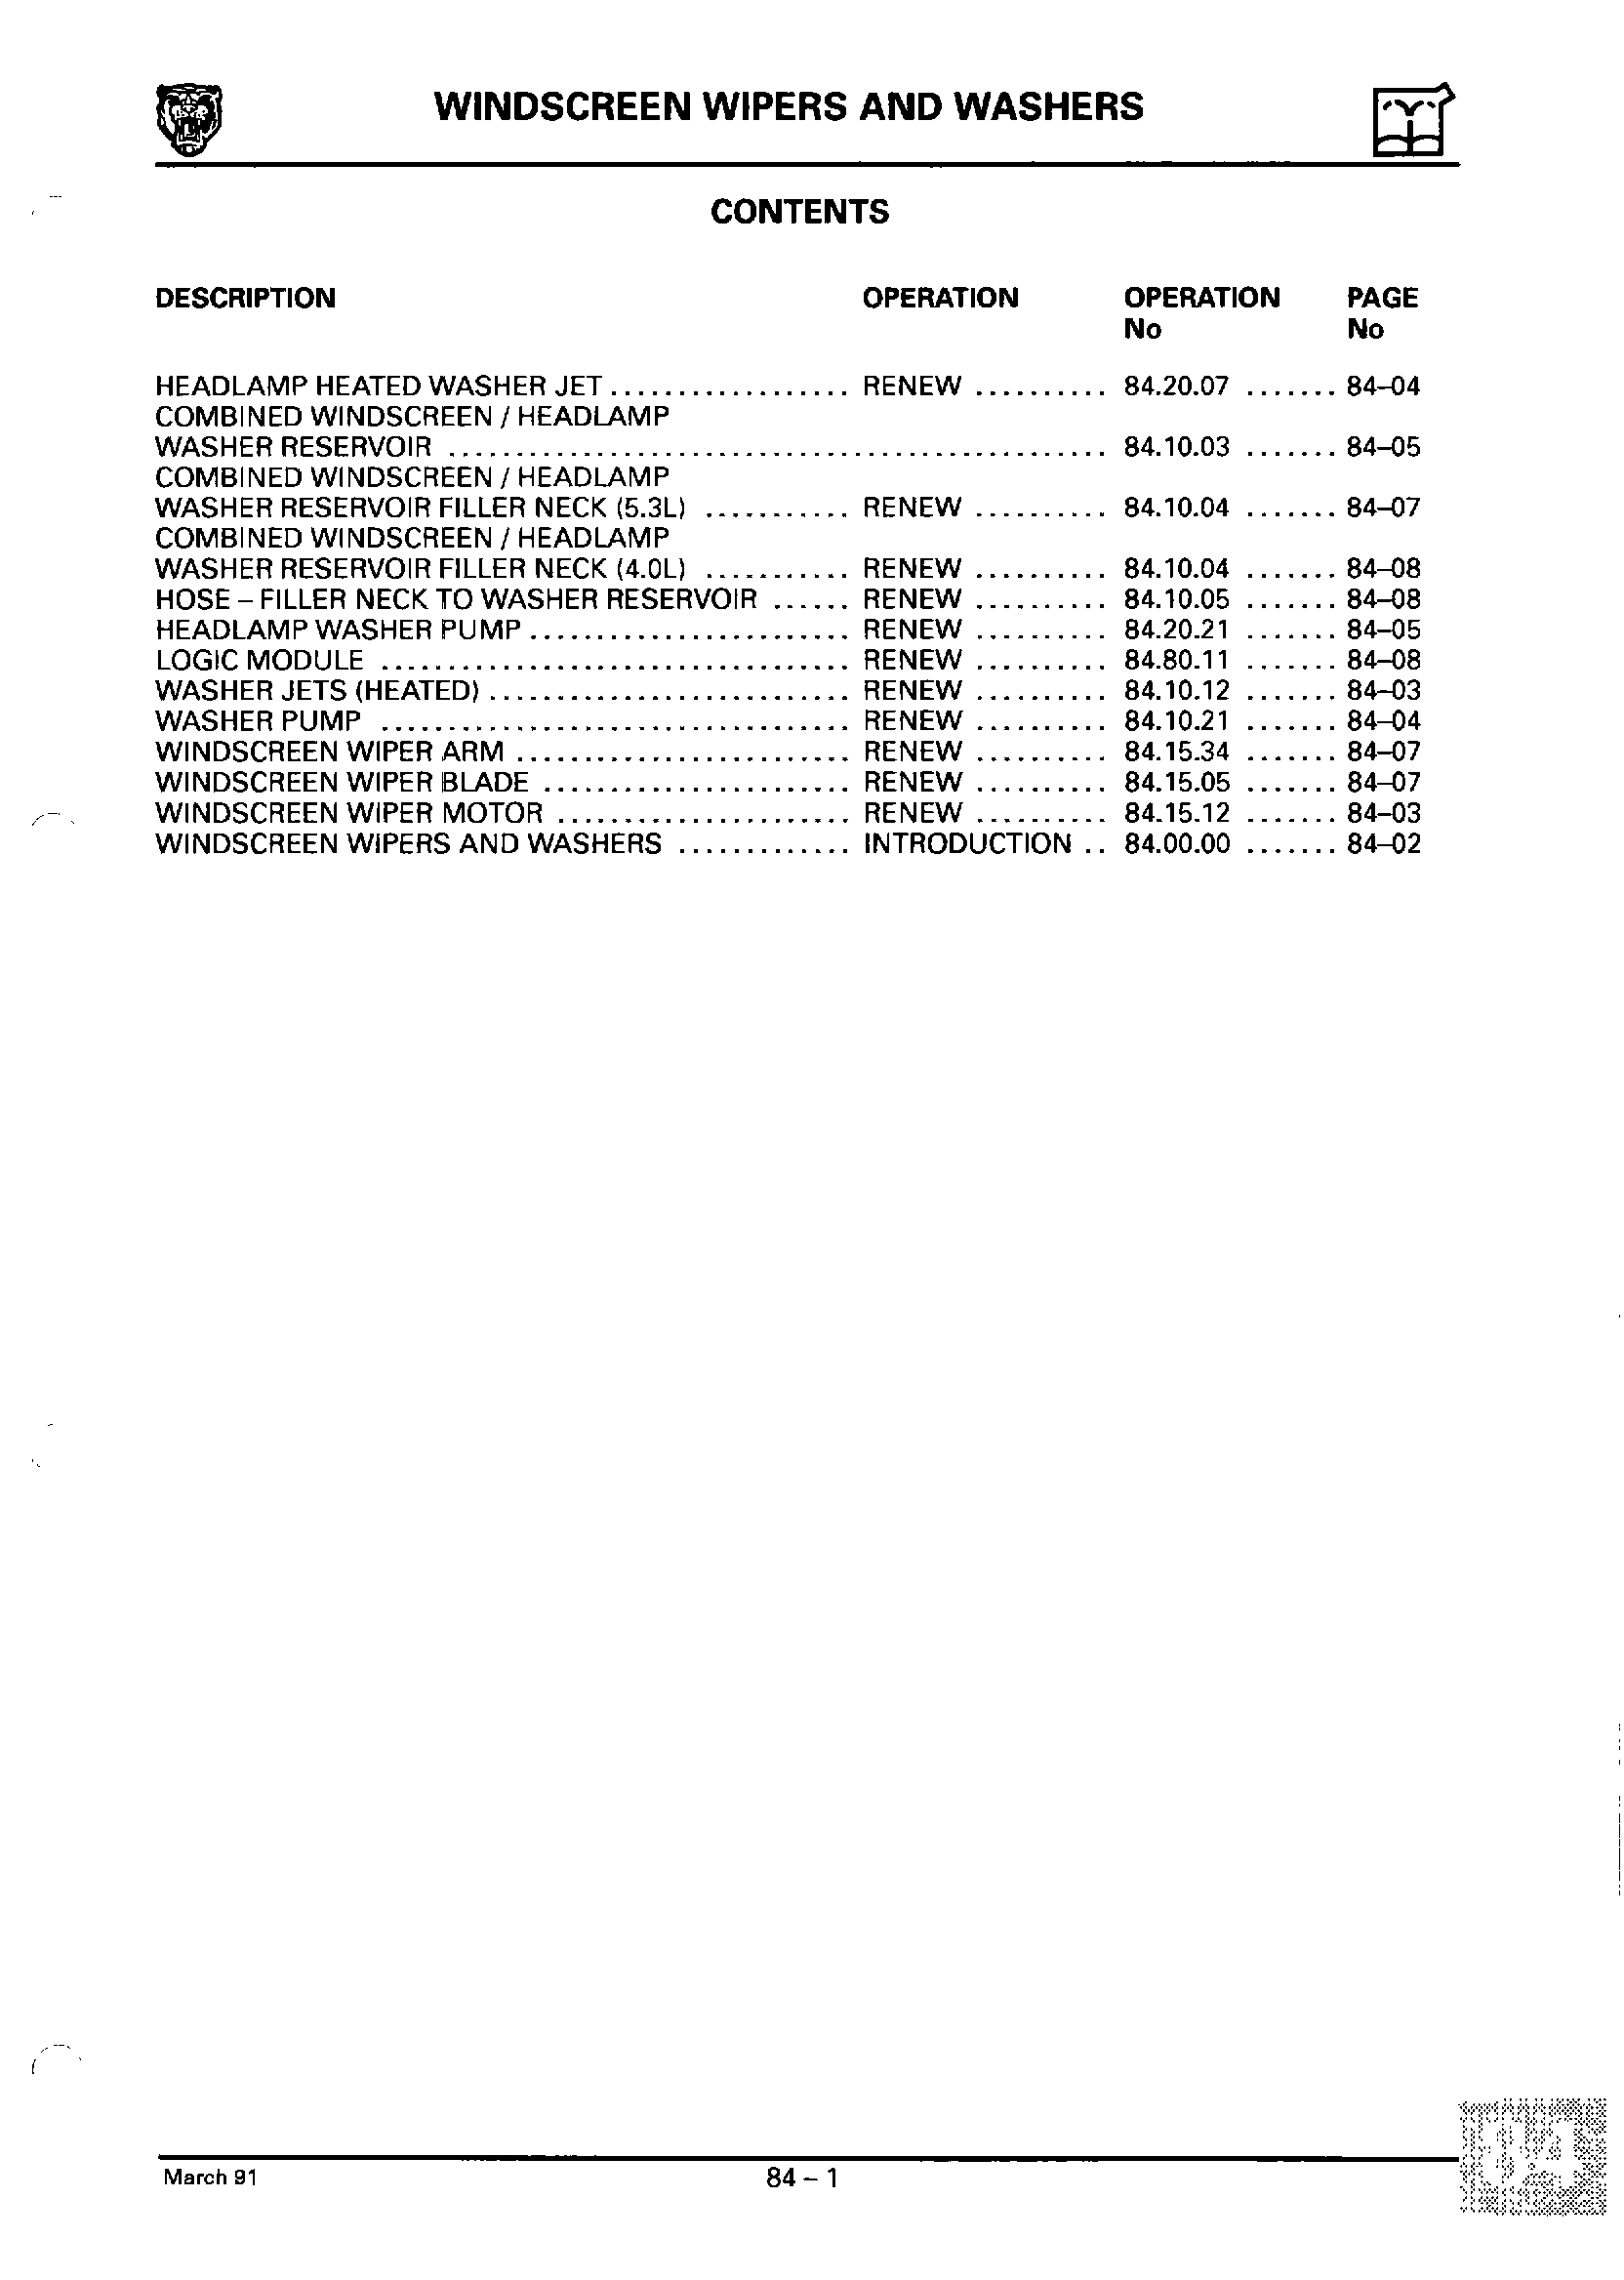 WINDSCREEN WIPERS AND WASHERS
CONTENTS
DESCRIPTION OPERATION OPERATION PAGE
No No
HEADLAMP HEATED WASHER JET .................. RENEW .......... 84.20.07 ....... 84–04
COMBINED WINDSCREEN / HEADLAMP
WASHER RESERVOIR ................................................. 84.10.03 ....... 84–05
COMBINED WINDSCREEN / HEADLAMP
WASHER RESERVOIR FILLER NECK (5.3L) ........... RENEW .......... 84.10.04 ....... 84–07
COMBINED WINDSCREEN / HEADLAMP
WASHER RESERVOIR FILLER NECK (4.0L) ........... RENEW .......... 84.10.04 ....... 84–08
HOSE – FILLER NECK TO WASHER RESERVOIR ...... RENEW .......... 84.10.05 ....... 84–08
HEADLAMP WASHER PUMP ........................ RENEW .......... 84.20.21 ....... 84–05
LOGIC MODULE ................................... RENEW .......... 84.80.11 ....... 84–08
WASHER JETS (HEATED) ........................... RENEW .......... 84.10.12 ....... 84–03
WASHER PUMP ................................... RENEW .......... 84.10.21 ....... 84–04
WINDSCREEN WIPER ARM ......................... RENEW .......... 84.15.34 ....... 84–07
WINDSCREEN WIPER BLADE ....................... RENEW .......... 84.15.05 ....... 84–07
WINDSCREEN WIPER MOTOR ...................... RENEW .......... 84.15.12 ....... 84–03
WINDSCREEN WIPERS AND WASHERS ............. INTRODUCTION .. 84.00.00 ....... 84–02
March 91 84 – 1